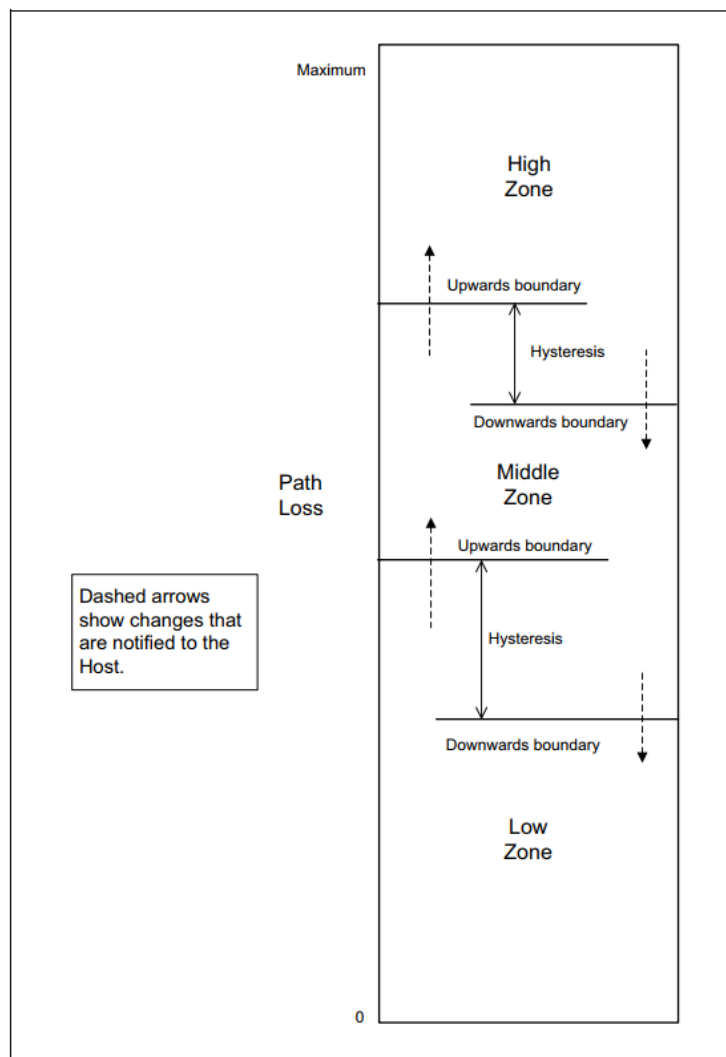 Maximum
High
Zone
Upwards boundary
Hysteresis
Downwards boundary
Path
Loss
Middle
Zone
Upwards boundary
Dashed arrows
show changes that
are notified to the
Host.
Hysteresis
Downwards boundary
Low
Zone
0